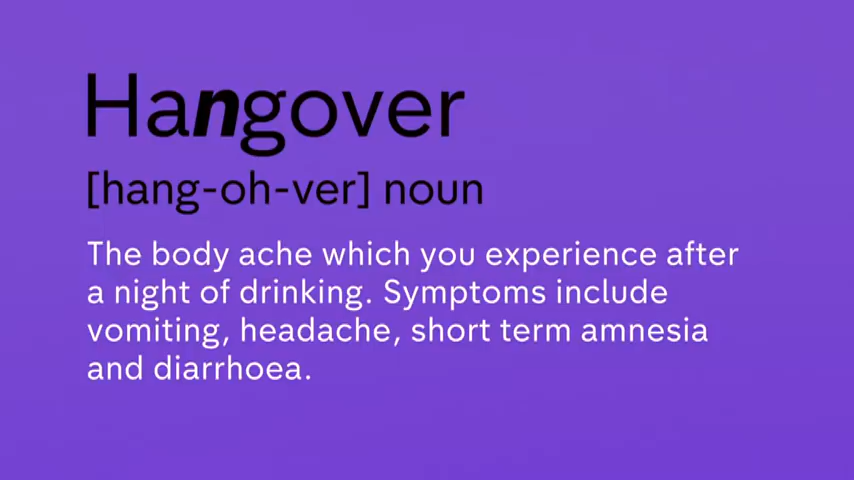 Hangover
[hang-oh-ver] noun
The body ache which you experience after
a night of drinking. Symptoms include
vomiting, headache, short term amnesia
and diarrhoea.